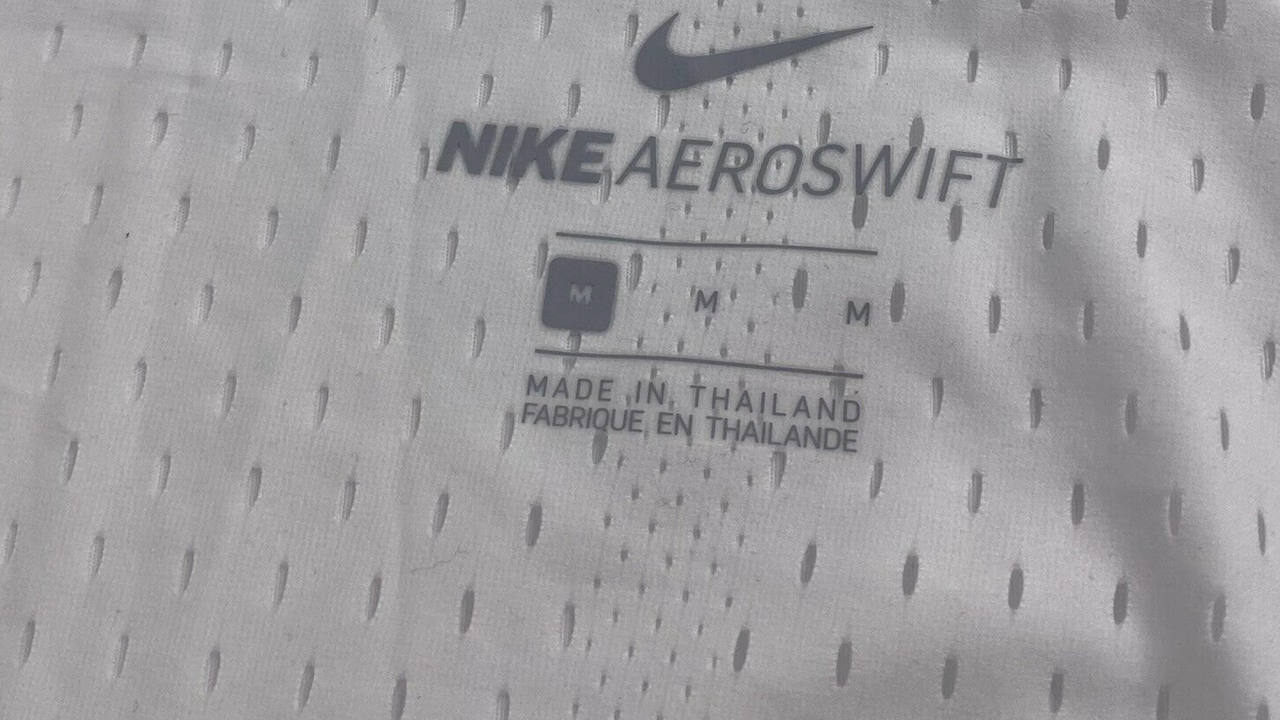 NIKE AEROSWIFT
M M M
MADE IN THAILAND
FABRIQUE EN THAILANDE